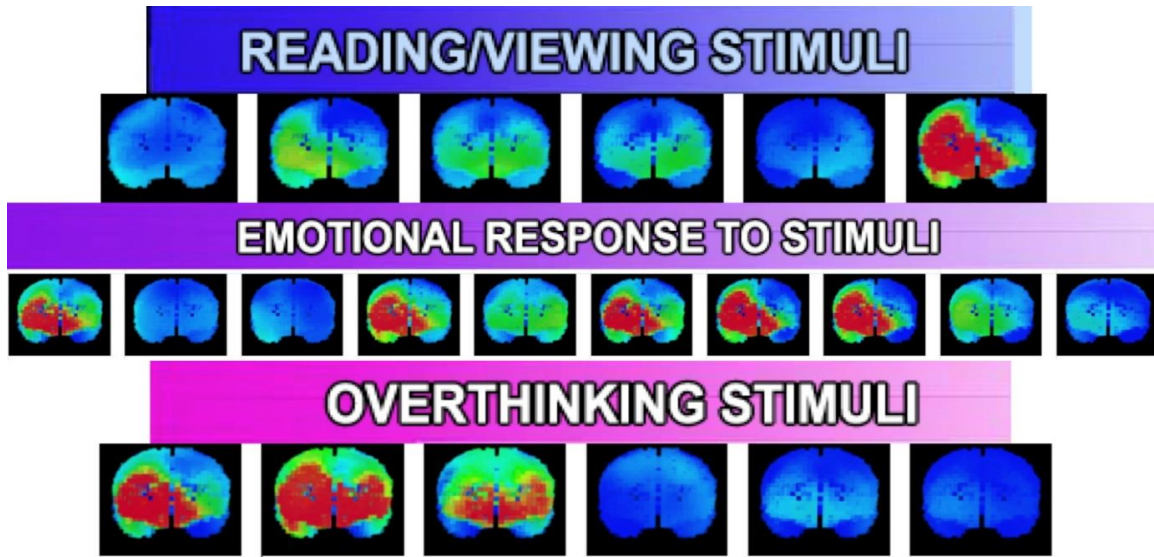 READING/VIEWING STIMULI
EMOTIONAL RESPONSE TO STIMULI
OVERTHINKING STIMULI